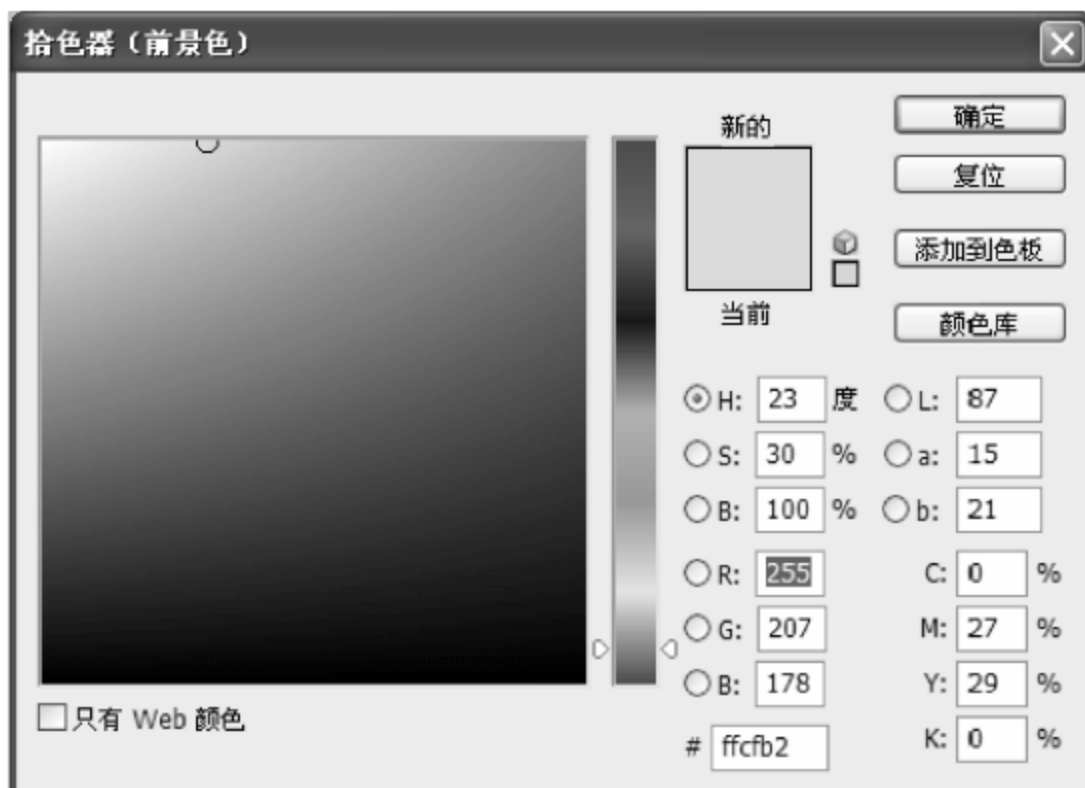 拾色器（前景色）
新的
当前
确定
复位
添加到色板
颜色库
H: 23 度
S: 30 %
B: 100 %
R: 255
G: 207
B: 178
# ffcfb2
L: 87
a: 15
b: 21
C: 0 %
M: 27 %
Y: 29 %
K: 0 %
只有 Web 颜色